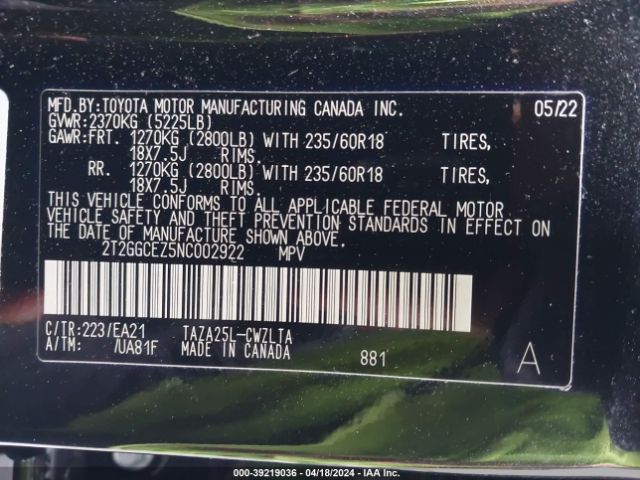 MFD.BY:TOYOTA MOTOR MANUFACTURING CANADA INC. 05/22
GVWR:2370KG (5225LB)
GAWR:FRT. 1270KG (2800LB) WITH 235/60R18 TIRES,
18X7.5J RIMS.
RR. 1270KG (2800LB) WITH 235/60R18 TIRES,
18X7.5J RIMS.
THIS VEHICLE CONFORMS TO ALL APPLICABLE FEDERAL MOTOR
VEHICLE SAFETY AND THEFT PREVENTION STANDARDS IN EFFECT ON
THE DATE OF MANUFACTURE SHOWN ABOVE.
2T2GGCEZ5NC002922 MPV
C/TR:223/EA21 TAZA25L-CWZLTA
A/TM: /UA81F MADE IN CANADA 881 A
000-39219036 - 04/18/2024 - IAA Inc.